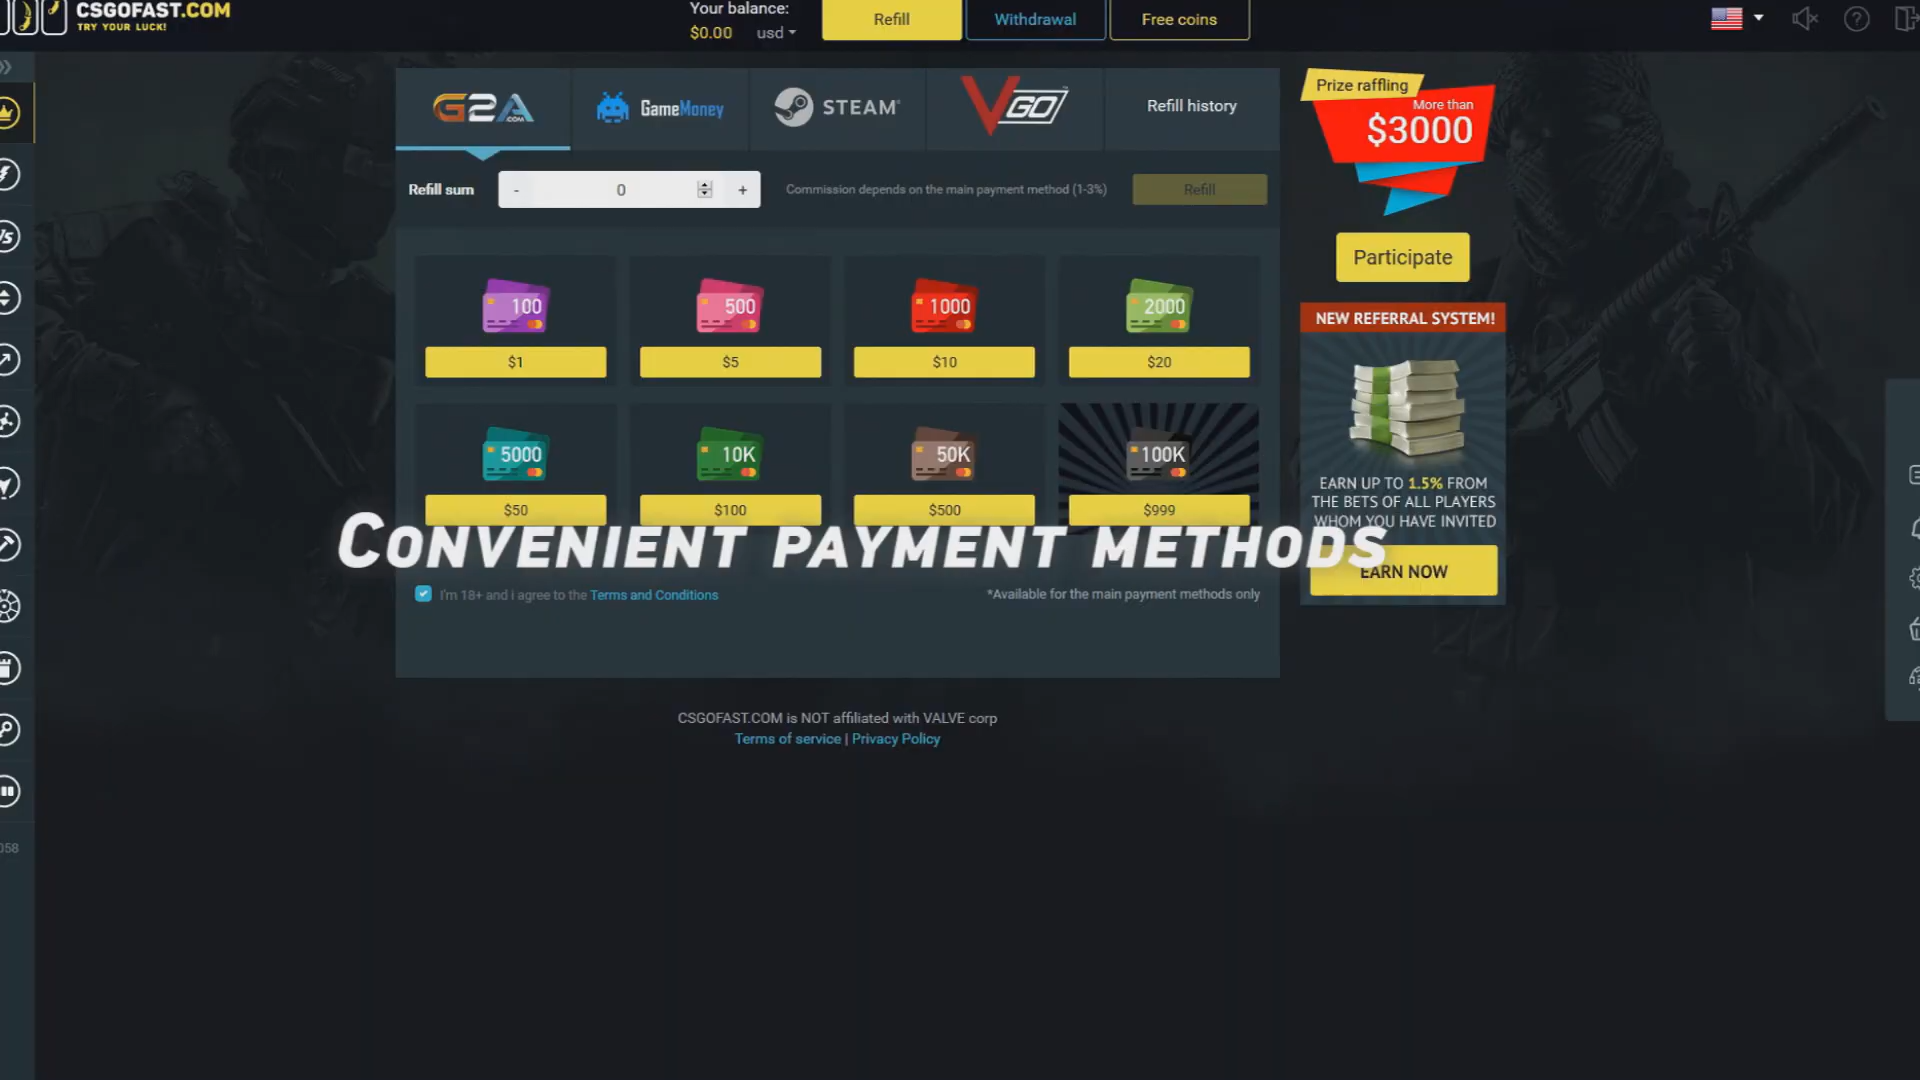 CSGOFAST.COM
TRY YOUR LUCK!
Your balance:
$0.00 usd
Refill
Withdrawal
Free coins
G2A.COM
GameMoney
STEAM
VGO
Refill history
Refill sum
- 0 +
Commission depends on the main payment method (1-3%)
Refill
100
500
1000
2000
$1
$5
$10
$20
5000
10K
50K
100K
$50
$100
$500
$999
CONVENIENT PAYMENT METHODS
I'm 18+ and i agree to the Terms and Conditions
*Available for the main payment methods only
Prize raffling
More than
$3000
Participate
NEW REFERRAL SYSTEM!
EARN UP TO 1.5% FROM
THE BETS OF ALL PLAYERS
WHOM YOU HAVE INVITED
EARN NOW
CSGOFAST.COM is NOT affiliated with VALVE corp
Terms of service | Privacy Policy